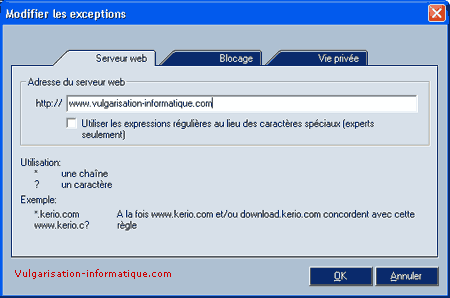 Modifier les exceptions
Serveur web
Blocage
Vie privée
Adresse du serveur web
http://
www.vulgarisation-informatique.com
Utiliser les expressions régulières au lieu des caractères spéciaux (experts
seulement)
Utilisation:
* une chaîne
? un caractère
Exemple:
*.kerio.com A la fois www.kerio.com et/ou download.kerio.com concordent avec cette
www.kerio.c? règle
Vulgarisation-informatique.com
OK
Annuler